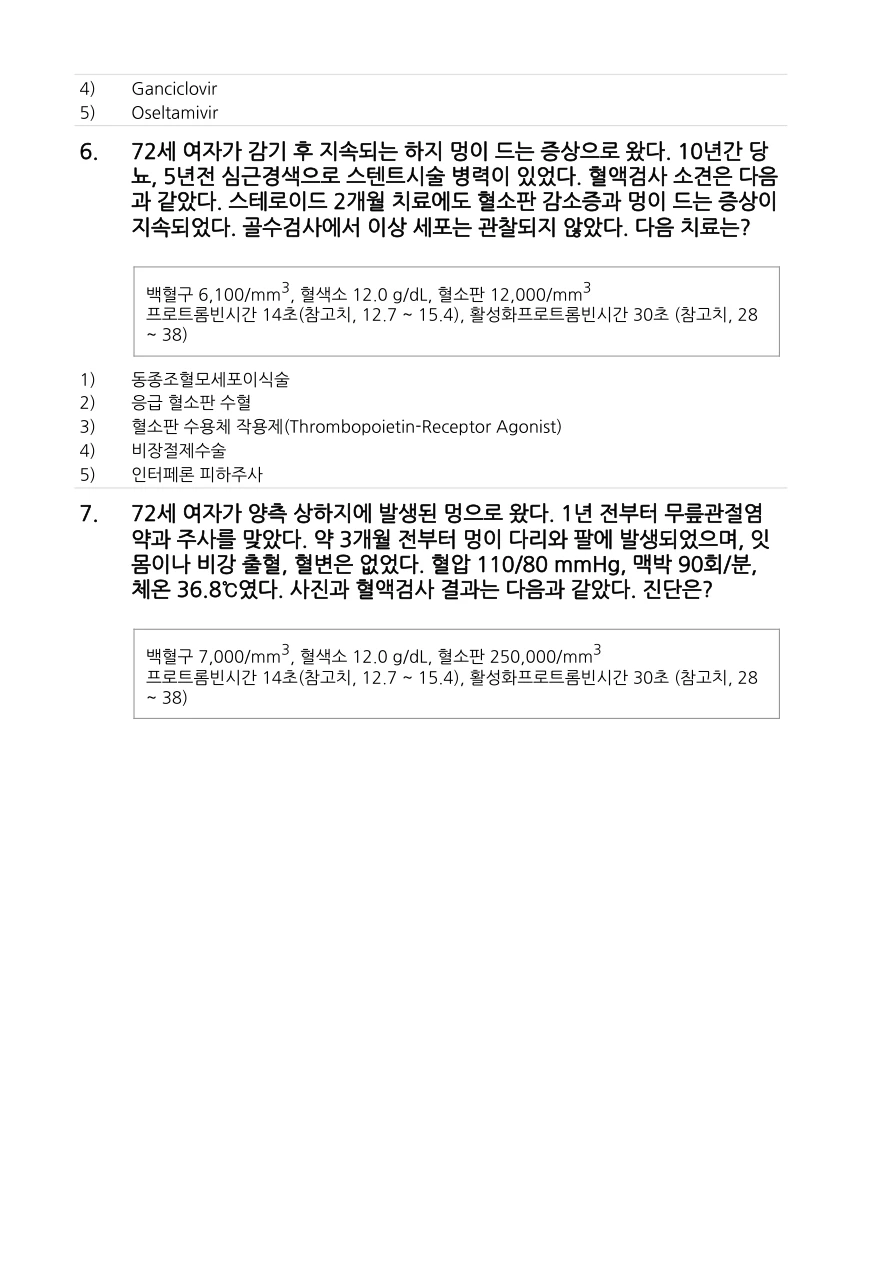 4) Ganciclovir
5) Oseltamivir
6. 72세 여자가 감기 후 지속되는 하지 멍이 드는 증상으로 왔다. 10년간 당
뇨, 5년전 심근경색으로 스텐트시술 병력이 있었다. 혈액검사 소견은 다음
과 같았다. 스테로이드 2개월 치료에도 혈소판 감소증과 멍이 드는 증상이
지속되었다. 골수검사에서 이상 세포는 관찰되지 않았다. 다음 치료는?
백혈구 6,100/mm³, 혈색소 12.0 g/dL, 혈소판 12,000/mm³
프로트롬빈시간 14초(참고치, 12.7 ~ 15.4), 활성화프로트롬빈시간 30초 (참고치, 28
~ 38)
1) 동종조혈모세포이식술
2) 응급 혈소판 수혈
3) 혈소판 수용체 작용제(Thrombopoietin-Receptor Agonist)
4) 비장절제수술
5) 인터페론 피하주사
7. 72세 여자가 양측 상하지에 발생된 멍으로 왔다. 1년 전부터 무릎관절염
약과 주사를 맞았다. 약 3개월 전부터 멍이 다리와 팔에 발생되었으며, 잇
몸이나 비강 출혈, 혈변은 없었다. 혈압 110/80 mmHg, 맥박 90회/분,
체온 36.8℃였다. 사진과 혈액검사 결과는 다음과 같았다. 진단은?
백혈구 7,000/mm³, 혈색소 12.0 g/dL, 혈소판 250,000/mm³
프로트롬빈시간 14초(참고치, 12.7 ~ 15.4), 활성화프로트롬빈시간 30초 (참고치, 28
~ 38)